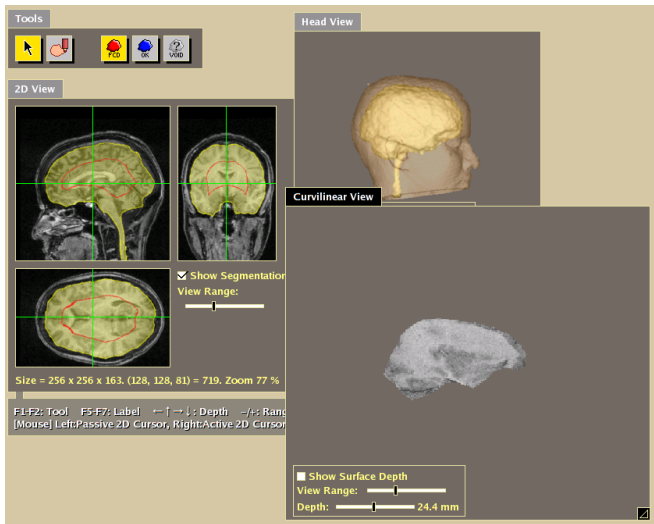 Tools
FCD
OK
VOID
Head View
2D View
Curvilinear View
Show Segmentation
View Range:
Size = 256 x 256 x 163. (128, 128, 81) = 719. Zoom 77 %
F1-F2: Tool F5-F7: Label ←↑→↓: Depth -/+: Rang
[Mouse] Left:Passive 2D Cursor, Right:Active 2D Cursor
Show Surface Depth
View Range:
Depth: 24.4 mm